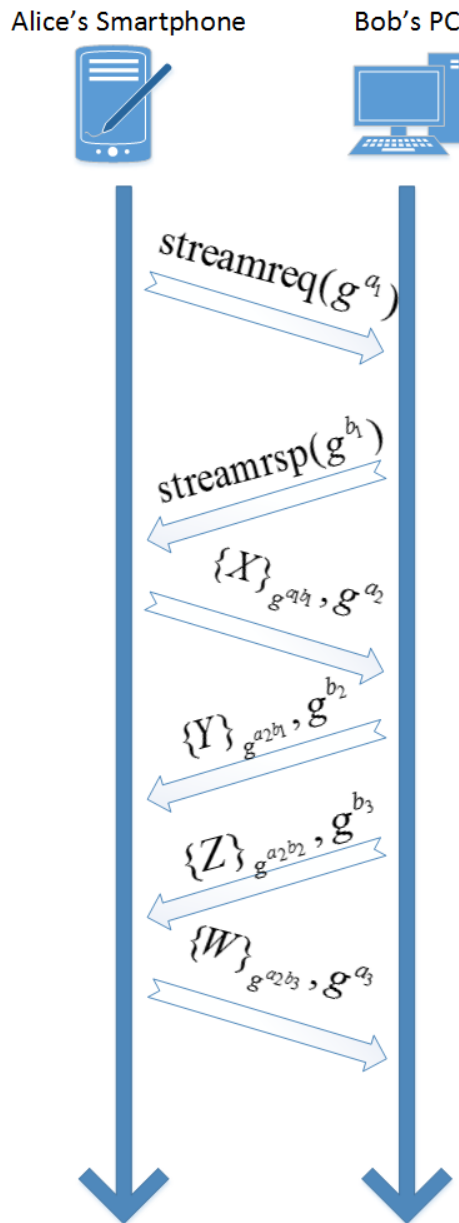 Alice's Smartphone Bob's PC
streamreq(g^{a_1})
streamrsp(g^{b_1})
{X}_{g^{a_1b_1}}, g^{a_2}
{Y}_{g^{a_2b_1}}, g^{b_2}
{Z}_{g^{a_2b_2}}, g^{b_3}
{W}_{g^{a_2b_3}}, g^{a_3}